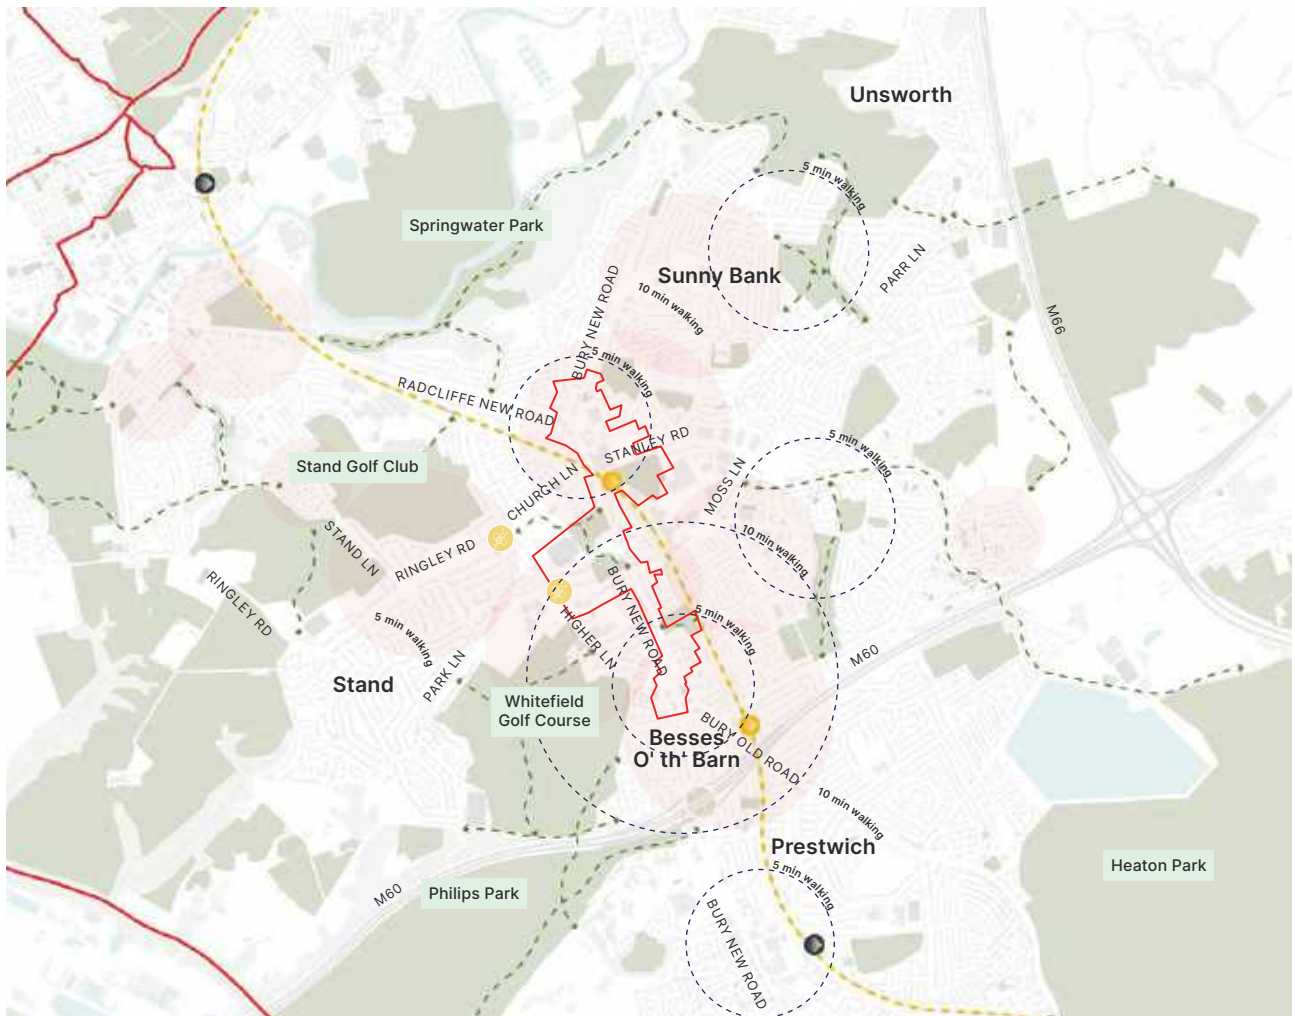 Unsworth
5 min walking
Springwater Park
PARR LN
Sunny Bank
10 min walking
BURY NEW ROAD
M66
5 min walking
RADCLIFFE NEW ROAD
STANLEY RD
5 min walking
Stand Golf Club
CHURCH LN
MOSS LN
STAND LN
RINGLEY RD
10 min walking
RINGLEY RD
BURY NEW ROAD
5 min walking
HIGHER LN
5 min walking
M60
PARK LN
Stand
Whitefield
Golf Course
BURY OLD ROAD
Besses
O' th' Barn
10 min walking
Prestwich
Heaton Park
5 min walking
M60
Philips Park
BURY NEW ROAD